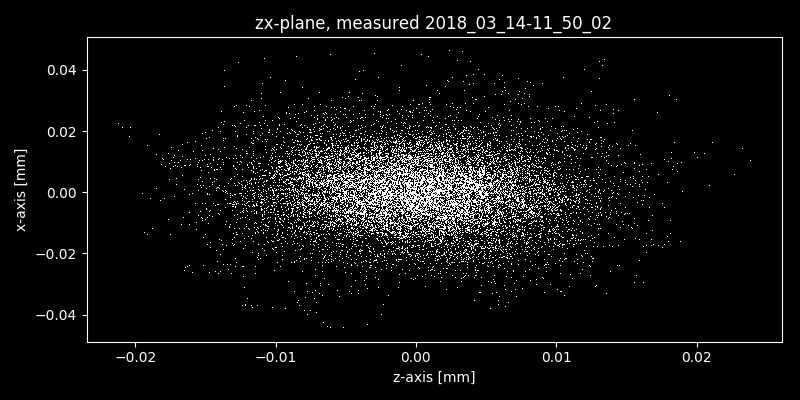 zx-plane, measured 2018_03_14-11_50_02
0.04
0.02
0.00
−0.02
−0.04
x-axis [mm]
−0.02 −0.01 0.00 0.01 0.02
z-axis [mm]